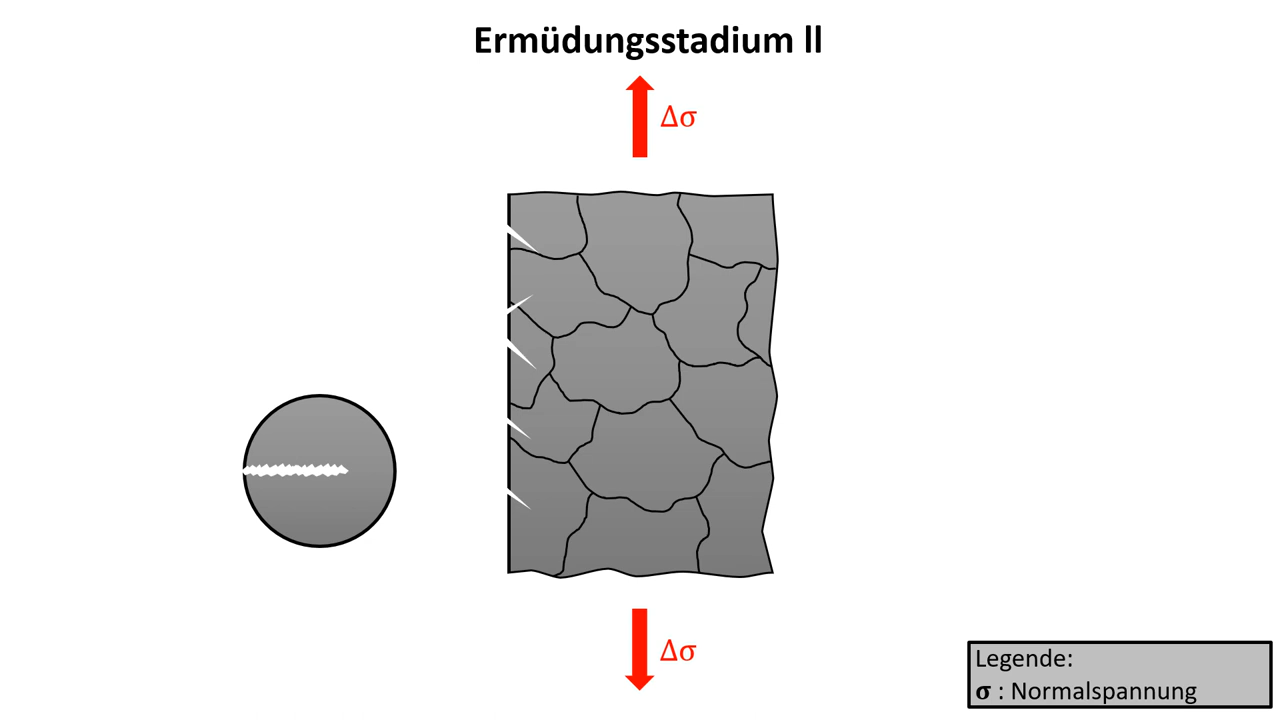 Ermüdungsstadium ll
Δσ
Δσ
Legende:
σ : Normalspannung